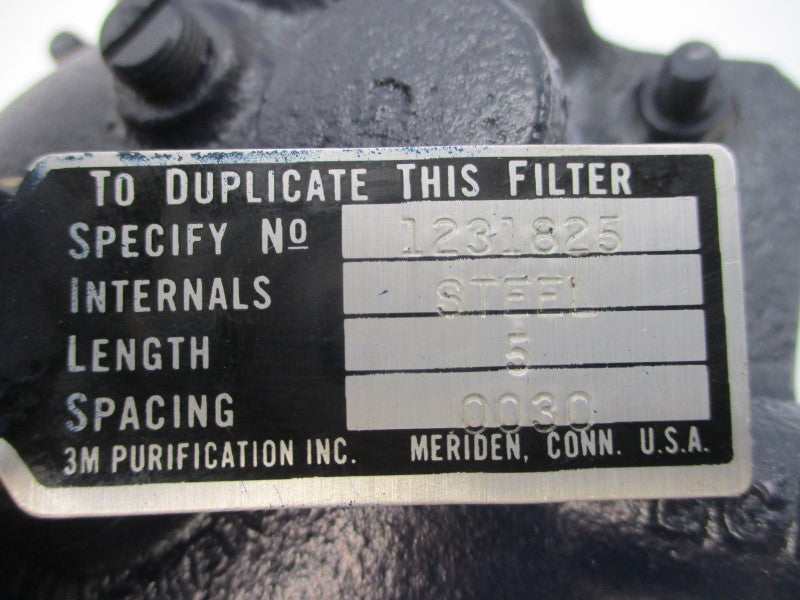 TO DUPLICATE THIS FILTER
SPECIFY Nº 1231825
INTERNALS STEEL
LENGTH 5
SPACING 0030
3M PURIFICATION INC. MERIDEN, CONN. U.S.A.